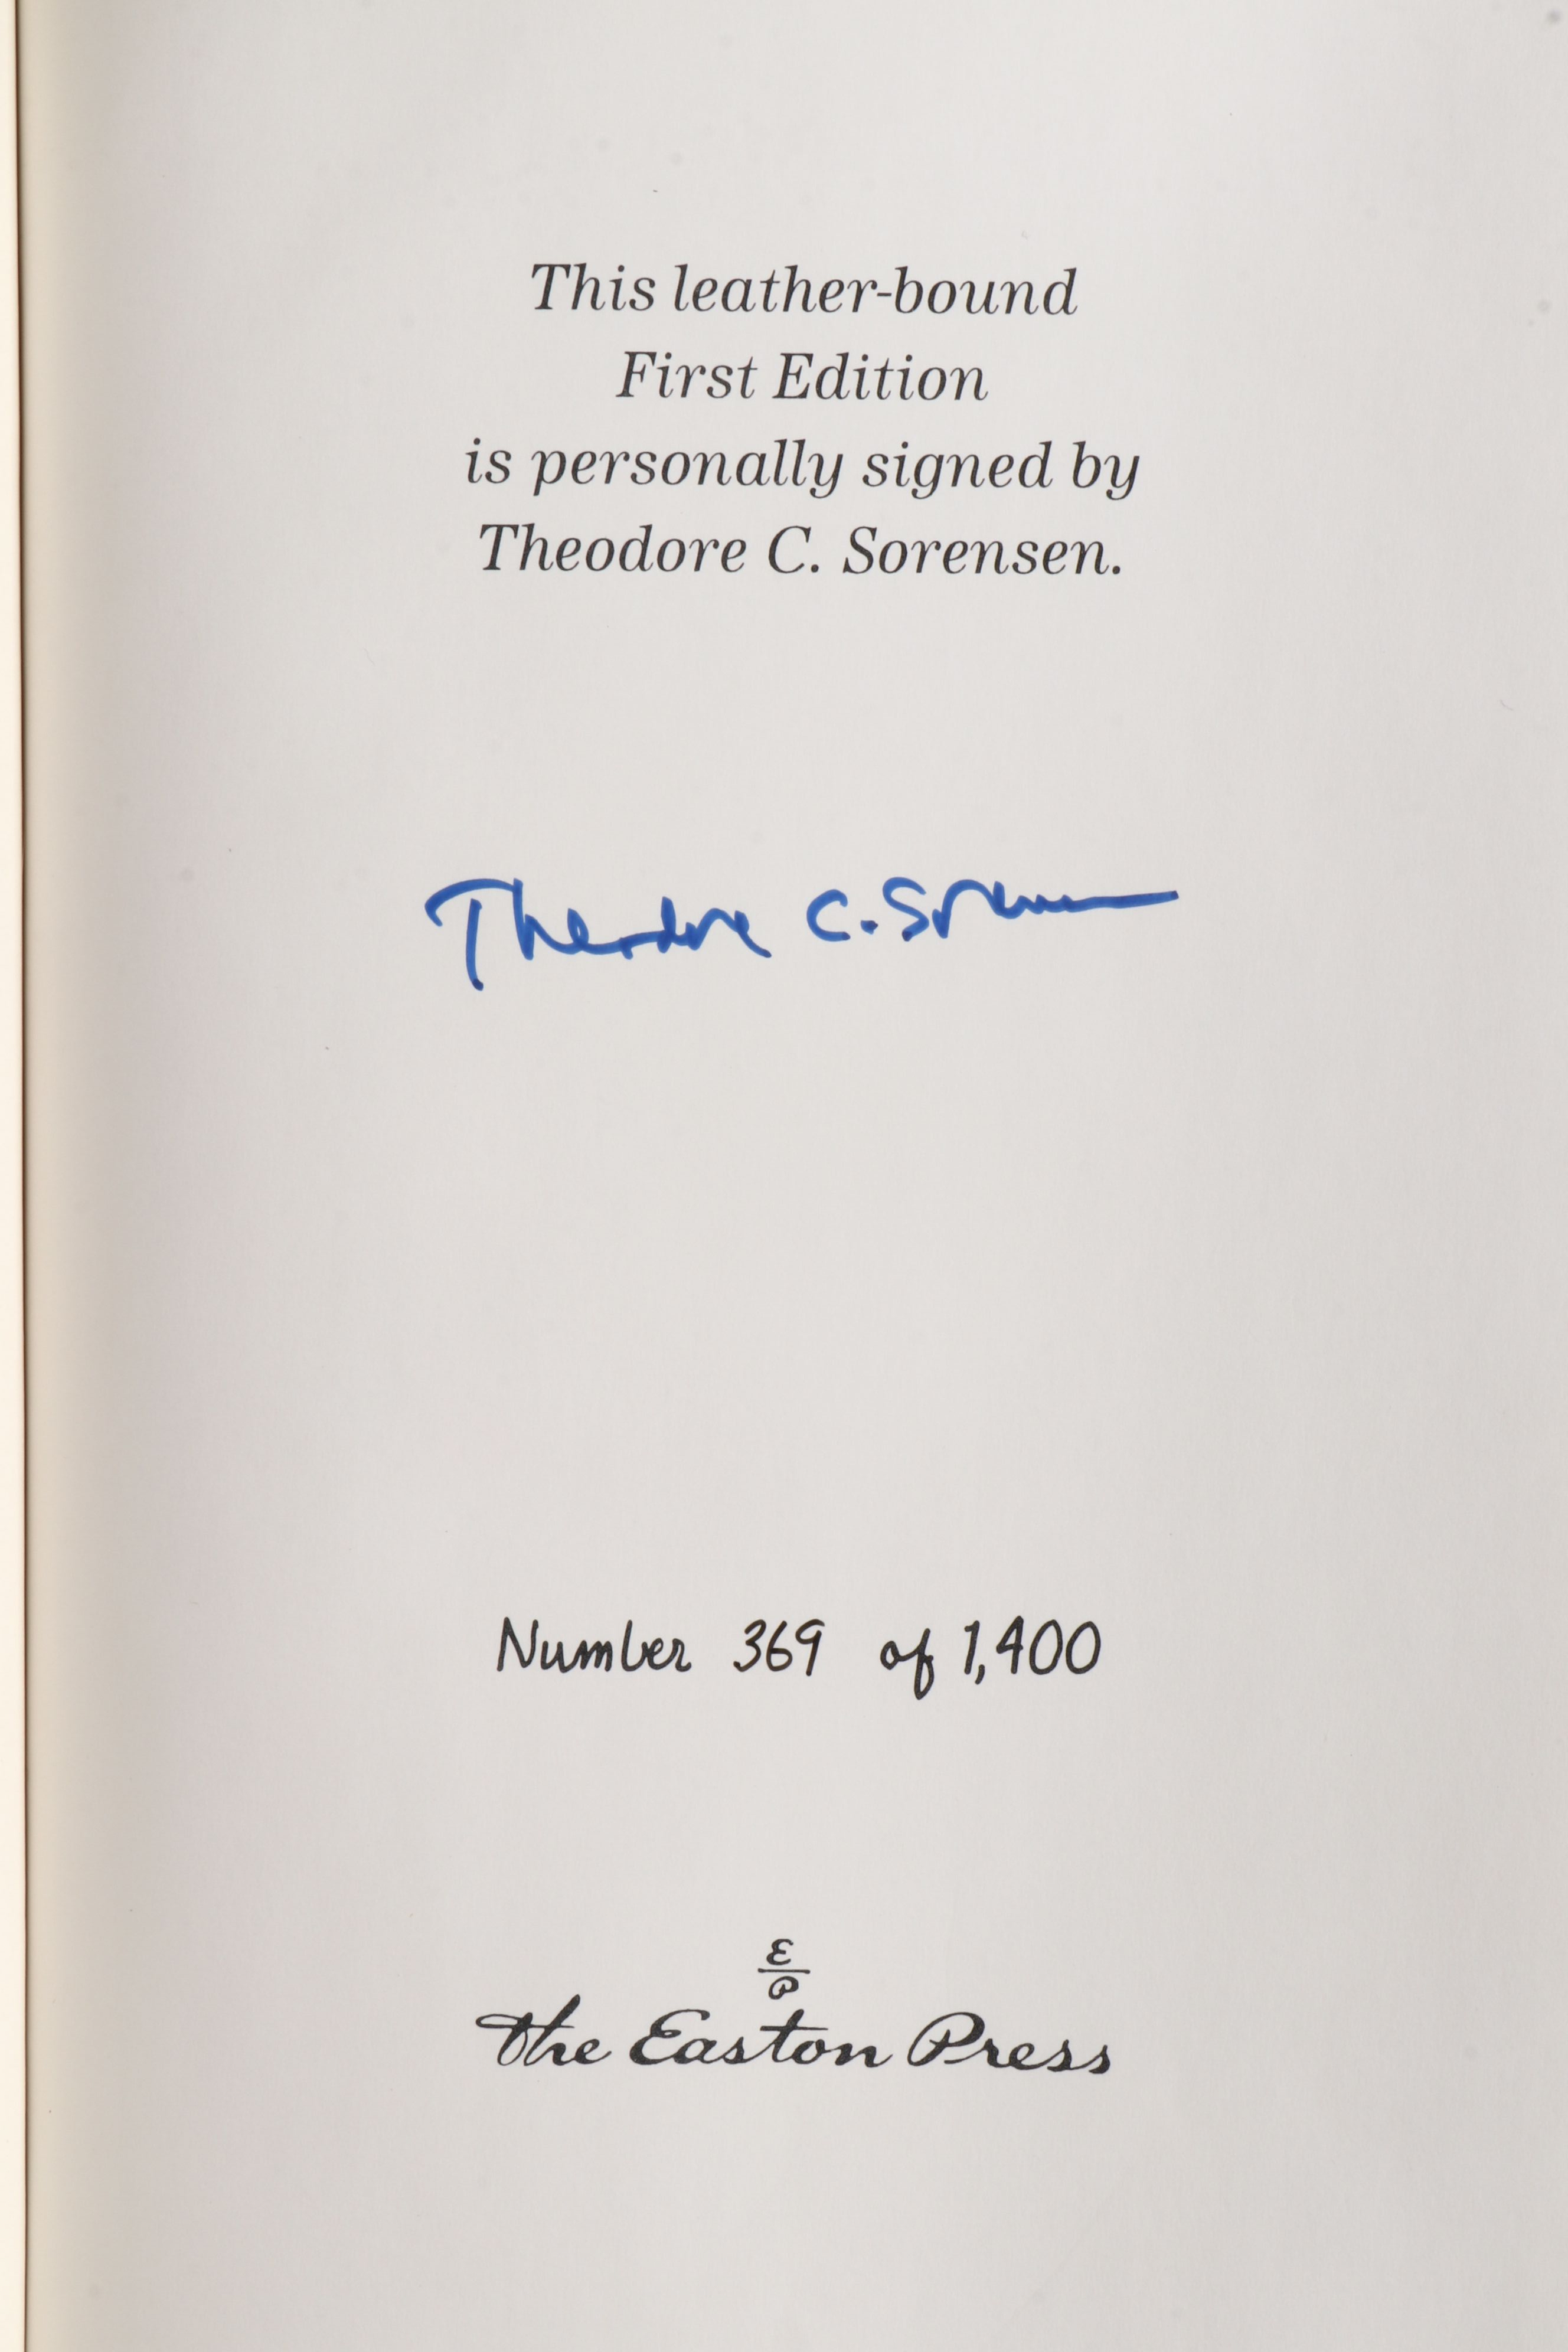 This leather-bound
First Edition
is personally signed by
Theodore C. Sorensen.
Theodore C. Sorensen
Number 369 of 1,400
E
P
The Easton Press